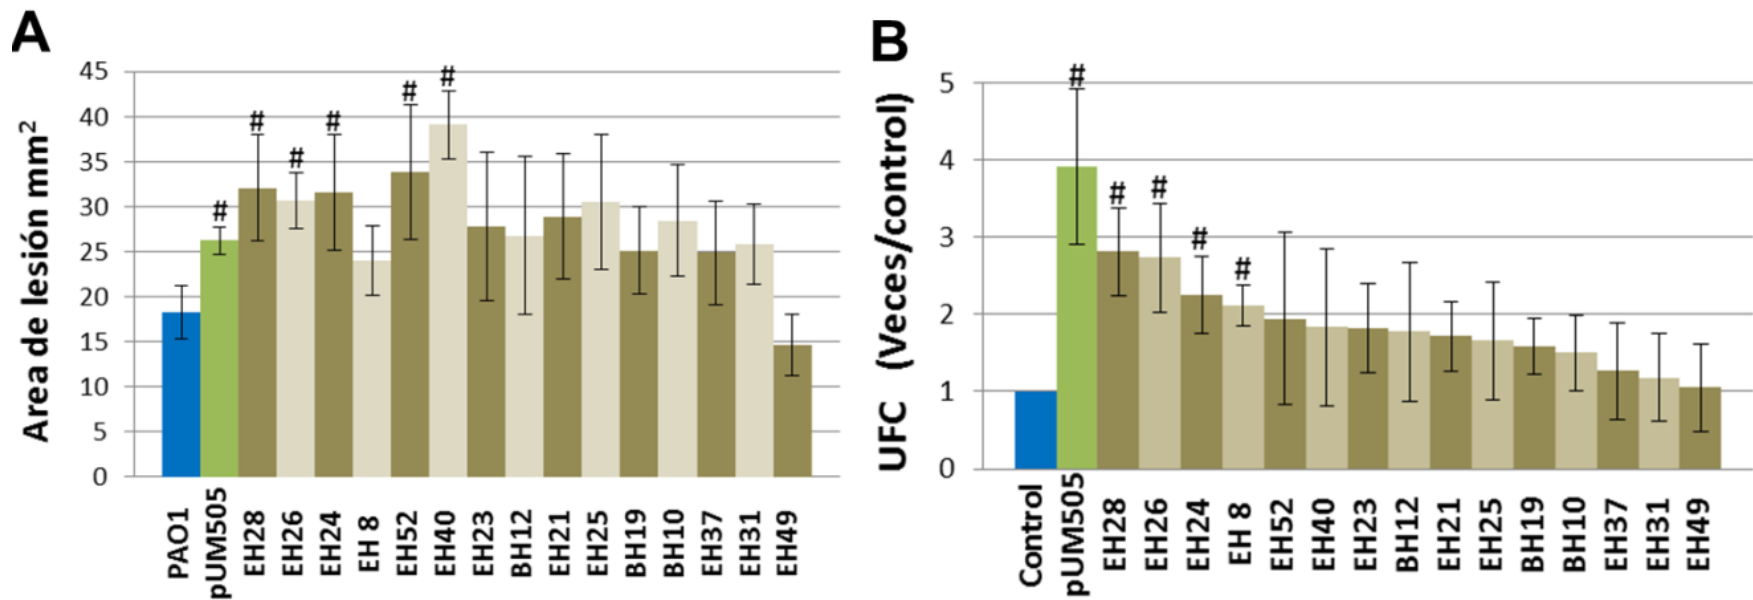 A
Area de lesión mm²
45
40
35
30
25
20
15
10
5
0
# # # # # #
PAO1
pUM505
EH28
EH26
EH24
EH 8
EH52
EH40
EH23
BH12
EH21
EH25
BH19
BH10
EH37
EH31
EH49
B
UFC (Veces/control)
5
4
3
2
1
0
# # # # #
Control
pUM505
EH28
EH26
EH24
EH 8
EH52
EH40
EH23
BH12
EH21
EH25
BH19
BH10
EH37
EH31
EH49